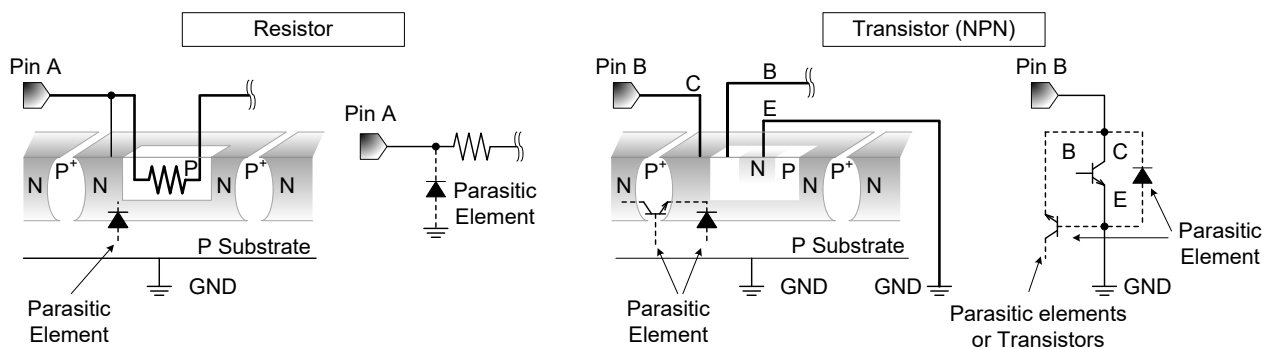 Resistor
Pin A
N
P+
N
P
N
P+
N
Parasitic
Element
P Substrate
GND
Pin A
Parasitic
Element
Transistor (NPN)
Pin B
C
B
E
N
P+
N
N
P
N
P+
N
P Substrate
Parasitic
Element
GND
GND
Pin B
B
C
E
Parasitic
Element
GND
Parasitic elements
or Transistors